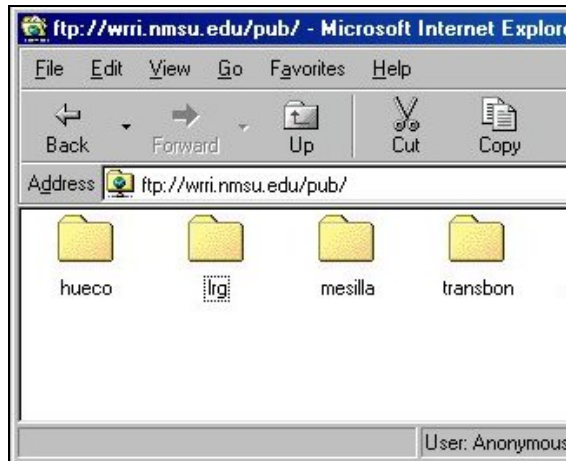 ftp://wrri.nmsu.edu/pub/ - Microsoft Internet Explore
File Edit View Go Favorites Help
Back Forward Up Cut Copy
Address ftp://wrri.nmsu.edu/pub/
hueco lrg mesilla transbon
User: Anonymous